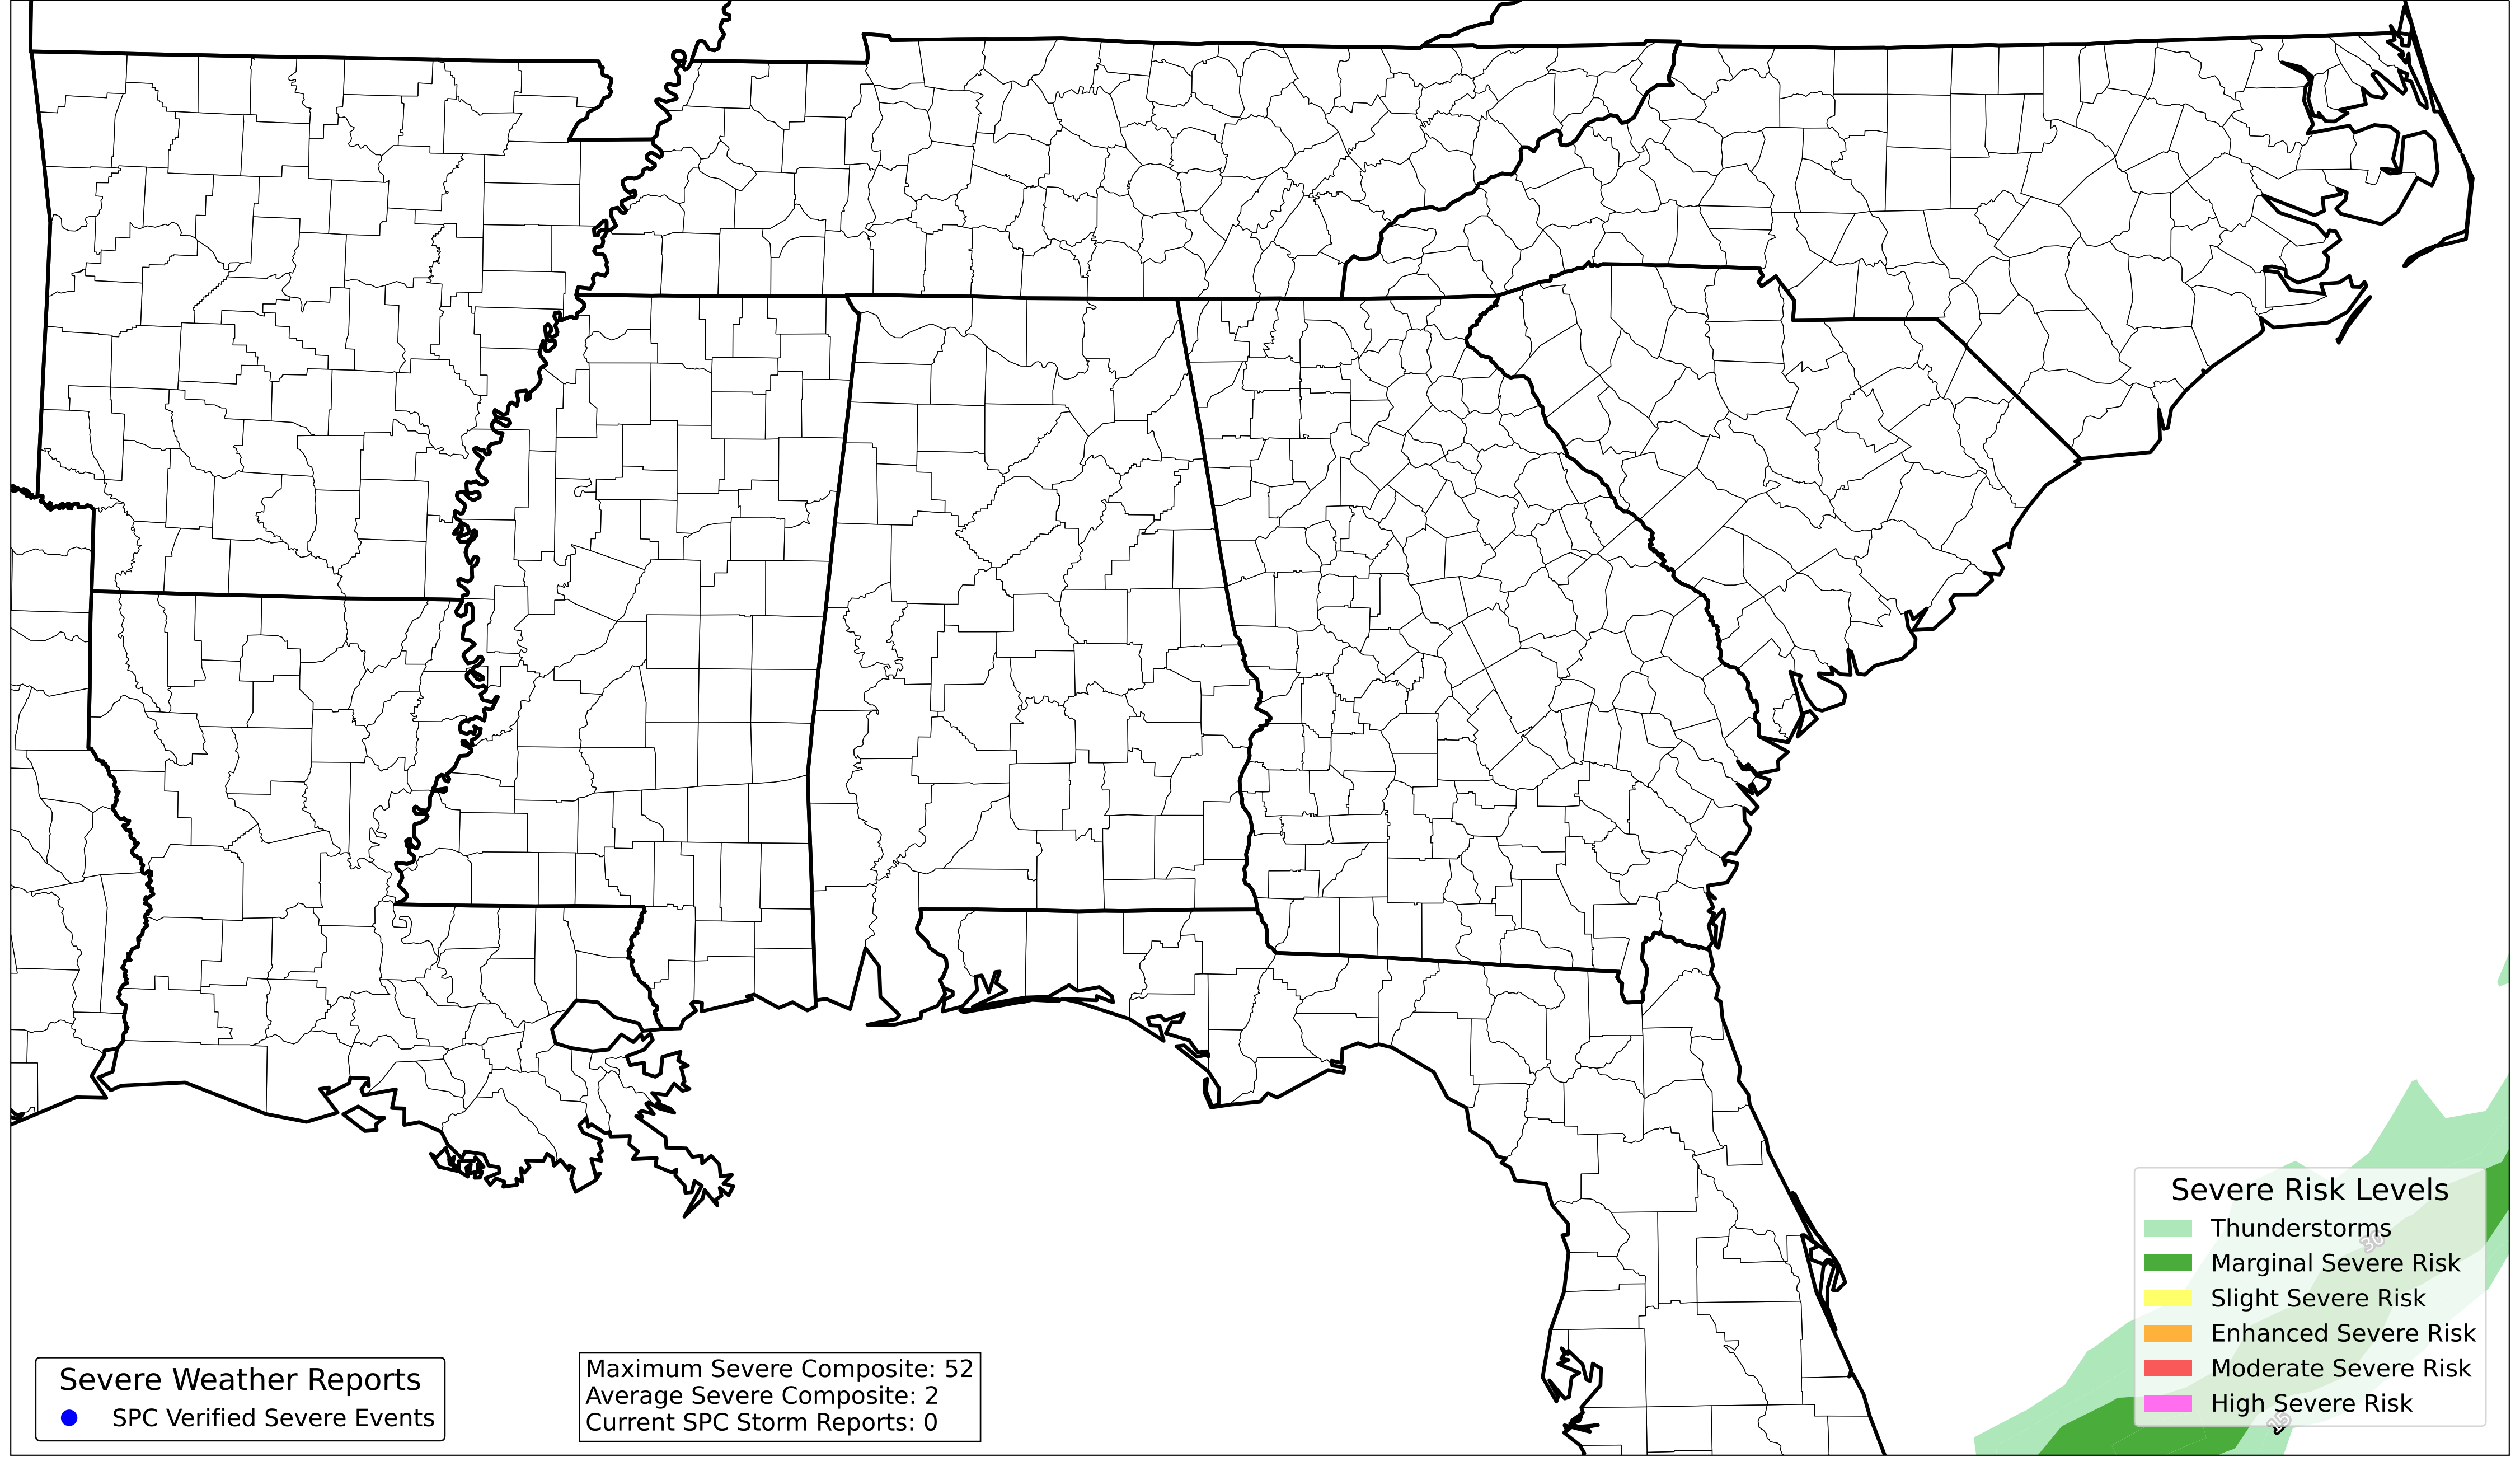 Severe Risk Levels
Thunderstorms
30
Marginal Severe Risk
Slight Severe Risk
Enhanced Severe Risk
Moderate Severe Risk
High Severe Risk
15
Severe Weather Reports
SPC Verified Severe Events
Maximum Severe Composite: 52
Average Severe Composite: 2
Current SPC Storm Reports: 0